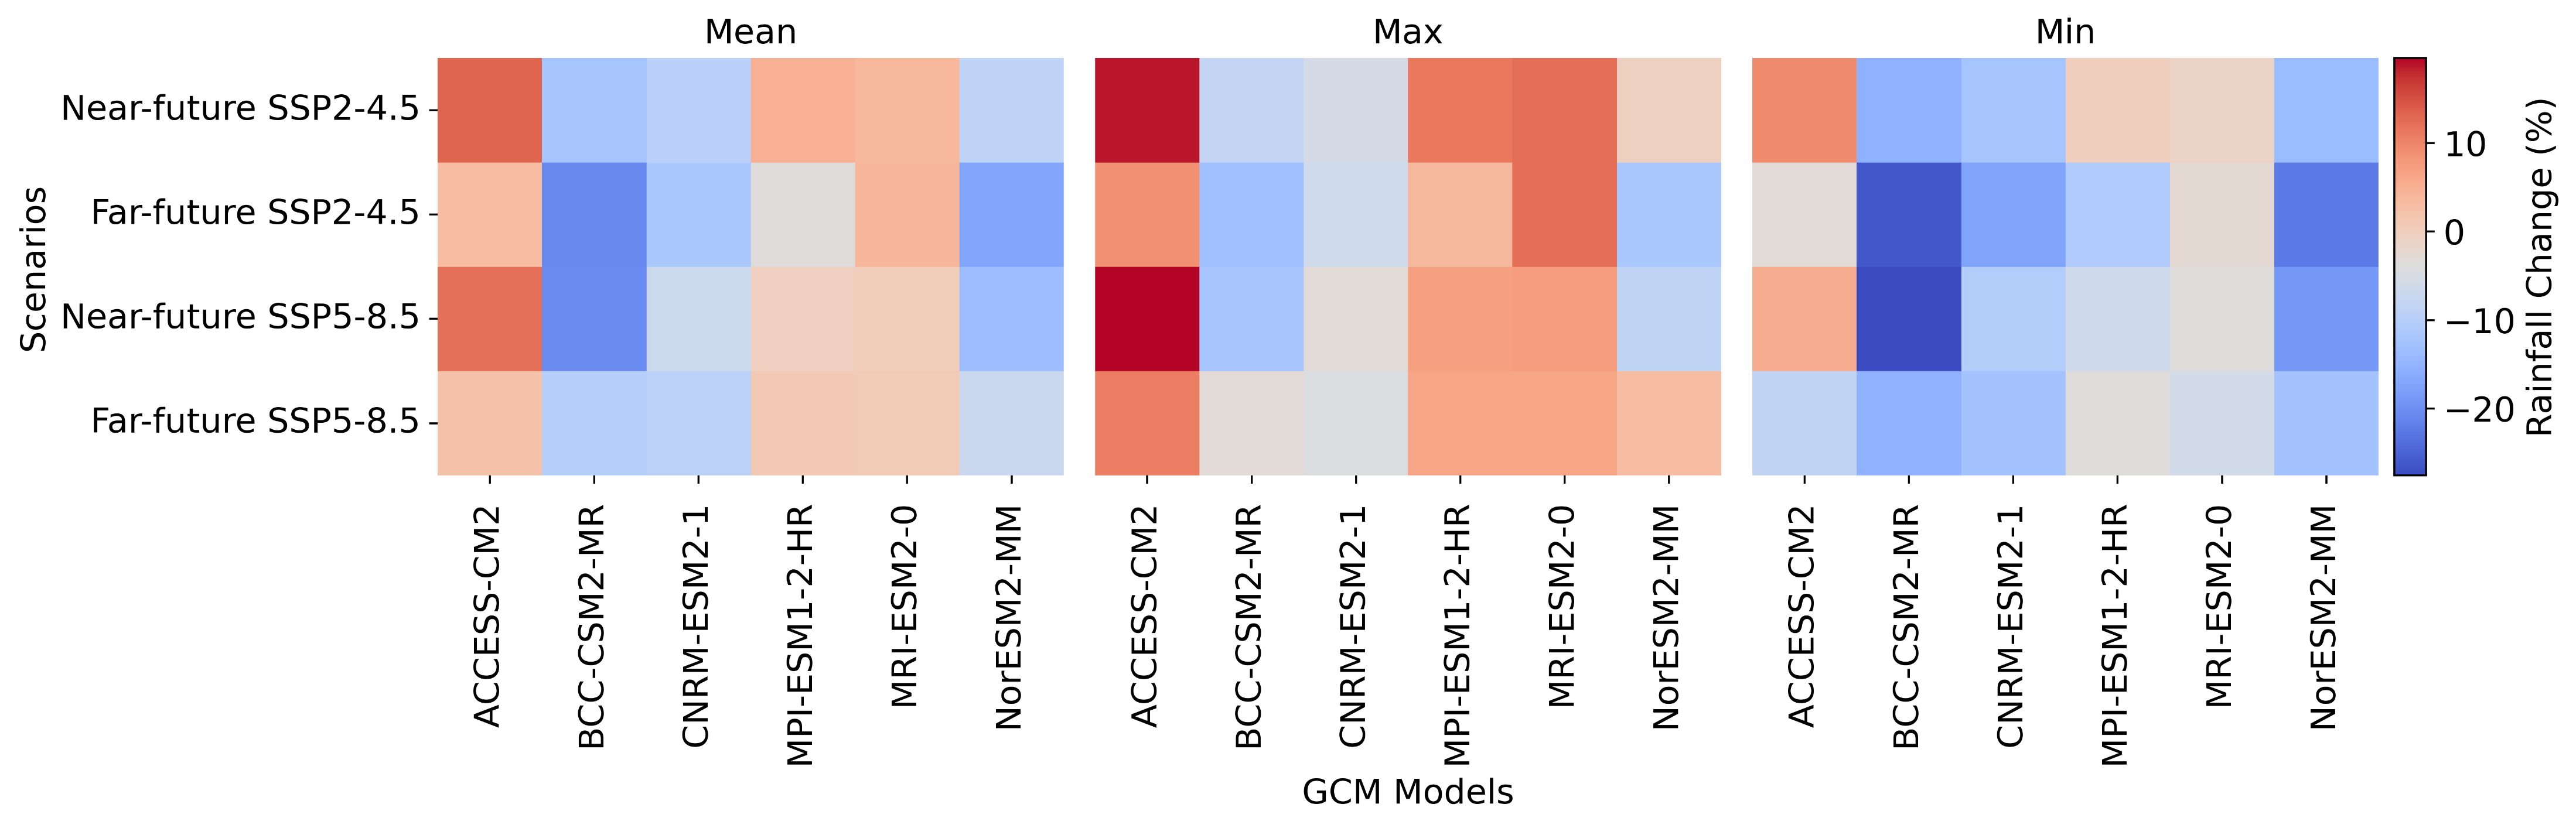 Mean
Max
Min
Scenarios
Near-future SSP2-4.5
Far-future SSP2-4.5
Near-future SSP5-8.5
Far-future SSP5-8.5
ACCESS-CM2
BCC-CSM2-MR
CNRM-ESM2-1
MPI-ESM1-2-HR
MRI-ESM2-0
NorESM2-MM
ACCESS-CM2
BCC-CSM2-MR
CNRM-ESM2-1
MPI-ESM1-2-HR
MRI-ESM2-0
NorESM2-MM
ACCESS-CM2
BCC-CSM2-MR
CNRM-ESM2-1
MPI-ESM1-2-HR
MRI-ESM2-0
NorESM2-MM
GCM Models
10
0
−10
−20
Rainfall Change (%)